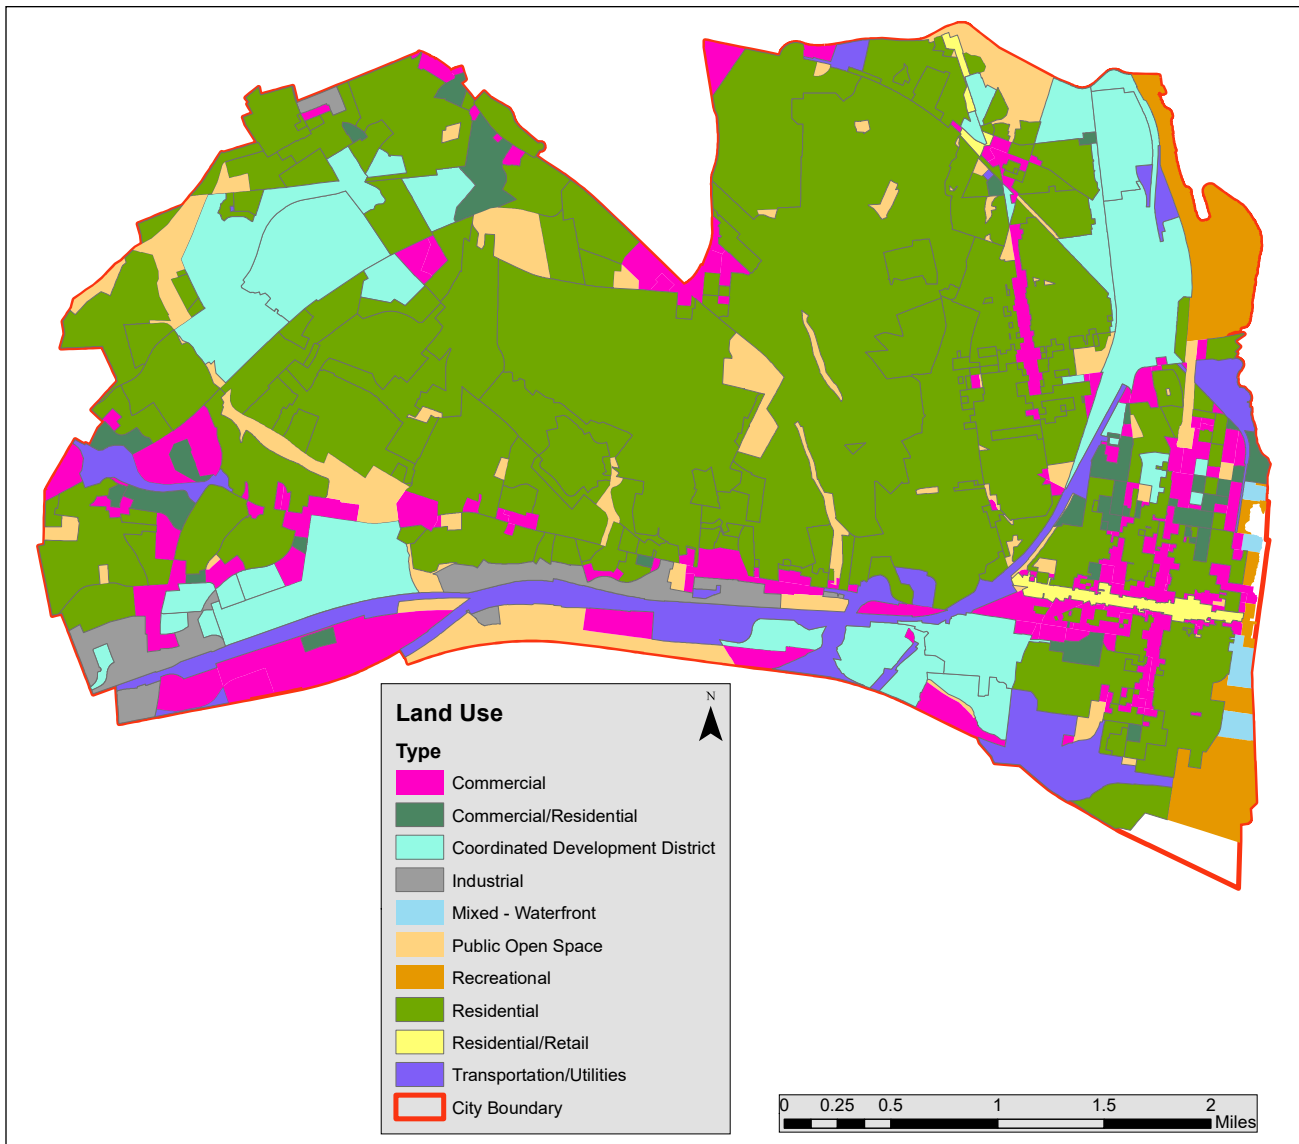 Land Use
N
Type
Commercial
Commercial/Residential
Coordinated Development District
Industrial
Mixed - Waterfront
Public Open Space
Recreational
Residential
Residential/Retail
Transportation/Utilities
City Boundary
0 0.25 0.5 1 1.5 2
Miles